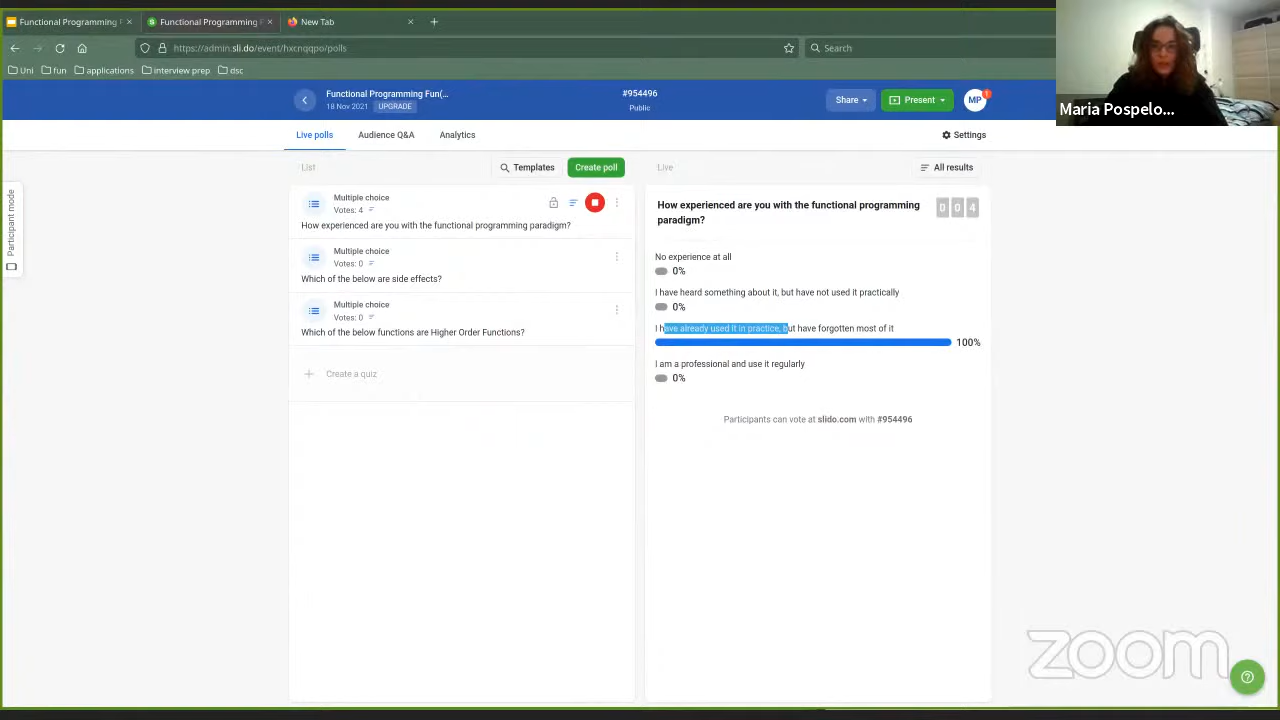 Functional Programming F
Functional Programming F
New Tab
https://admin.sli.do/event/hxcnqqpo/polls
Search
Uni
fun
applications
interview prep
dsc
Functional Programming Fun(...
18 Nov 2021
UPGRADE
#954496
Public
Share
Present
MP
1
Maria Pospelo...
Live polls
Audience Q&A
Analytics
Settings
Participant mode
List
Templates
Create poll
Multiple choice
Votes: 4
How experienced are you with the functional programming paradigm?
Multiple choice
Votes: 0
Which of the below are side effects?
Multiple choice
Votes: 0
Which of the below functions are Higher Order Functions?
Create a quiz
Live
All results
How experienced are you with the functional programming
paradigm?
0 0 4
No experience at all
0%
I have heard something about it, but have not used it practically
0%
I have already used it in practice, but have forgotten most of it
100%
I am a professional and use it regularly
0%
Participants can vote at slido.com with #954496
zoom